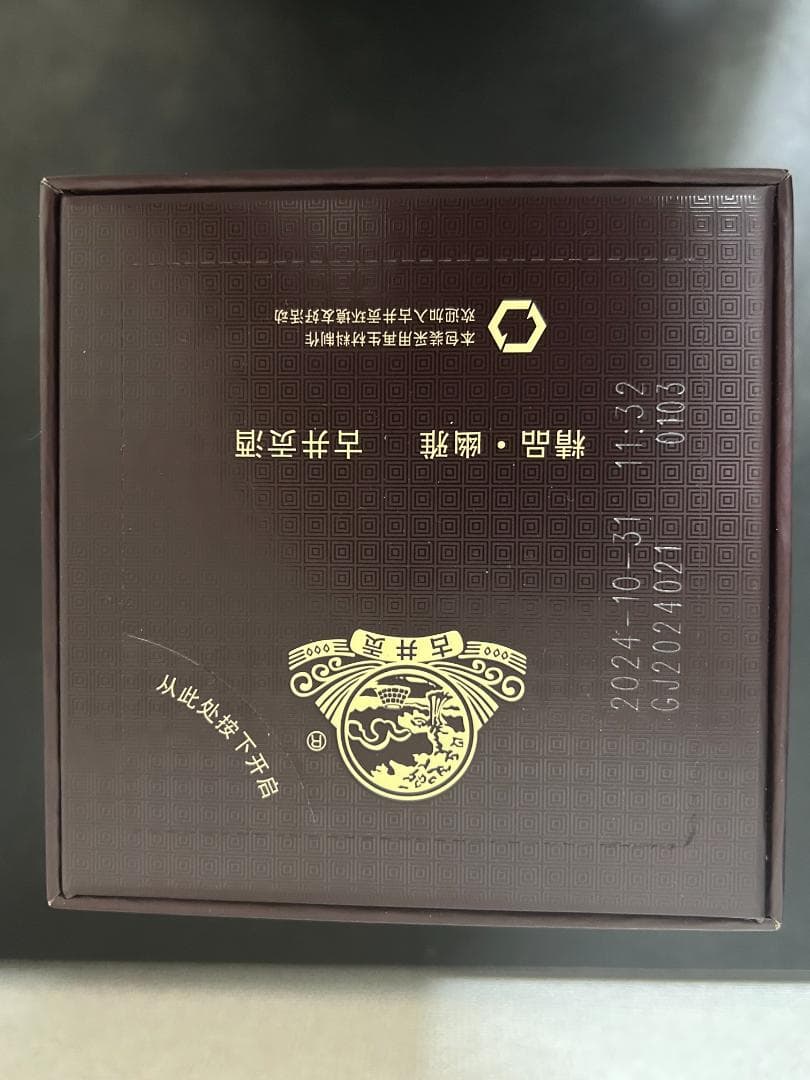 古井贡
®
精品·幽雅 古井贡酒
本包装采用再生材料制作
欢迎加入古井贡环境友好活动
从此处按下开启
2024-10-31 11:32
GJ2024021 0103